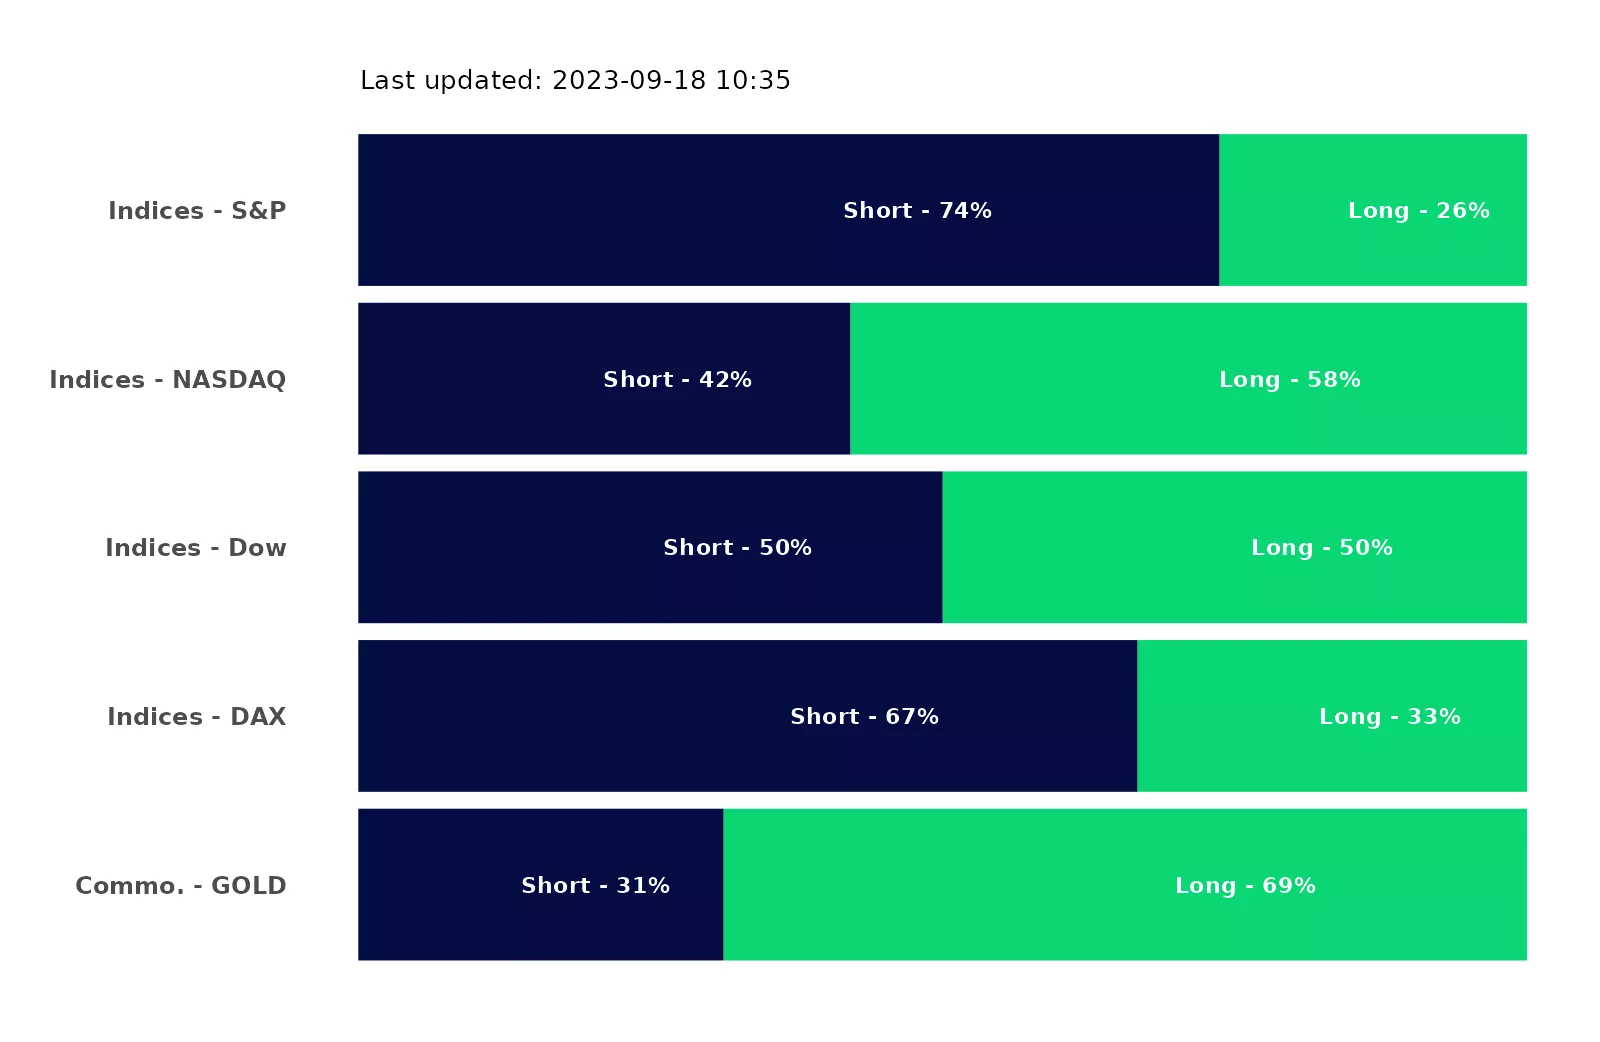 Last updated: 2023-09-18 10:35
Indices - S&P Short - 74% Long - 26%
Indices - NASDAQ Short - 42% Long - 58%
Indices - Dow Short - 50% Long - 50%
Indices - DAX Short - 67% Long - 33%
Commo. - GOLD Short - 31% Long - 69%